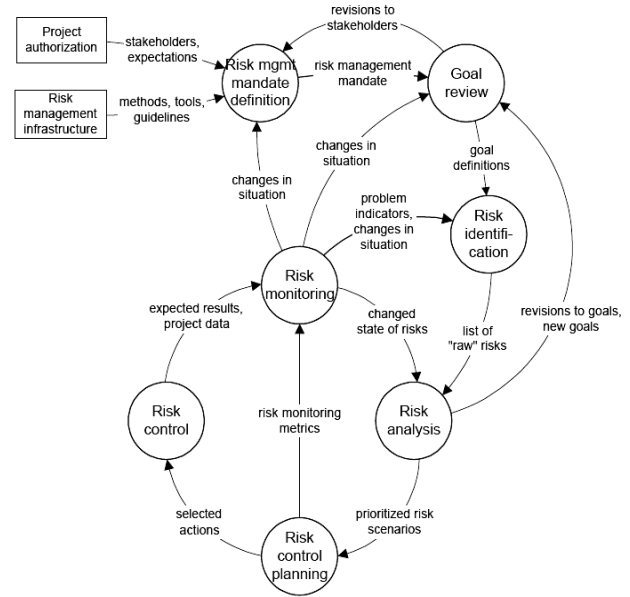 revisions to
stakeholders
Project
authorization
stakeholders,
expectations
Risk mgmt
mandate
definition
risk management
mandate
Goal
review
Risk
management
infrastructure
methods, tools,
guidelines
changes in
situation
goal
definitions
changes in
situation
problem
indicators,
changes in
situation
Risk
identifi-
cation
Risk
monitoring
expected results,
project data
changed
state of risks
list of
"raw" risks
revisions to goals,
new goals
Risk
control
risk monitoring
metrics
Risk
analysis
selected
actions
prioritized risk
scenarios
Risk
control
planning